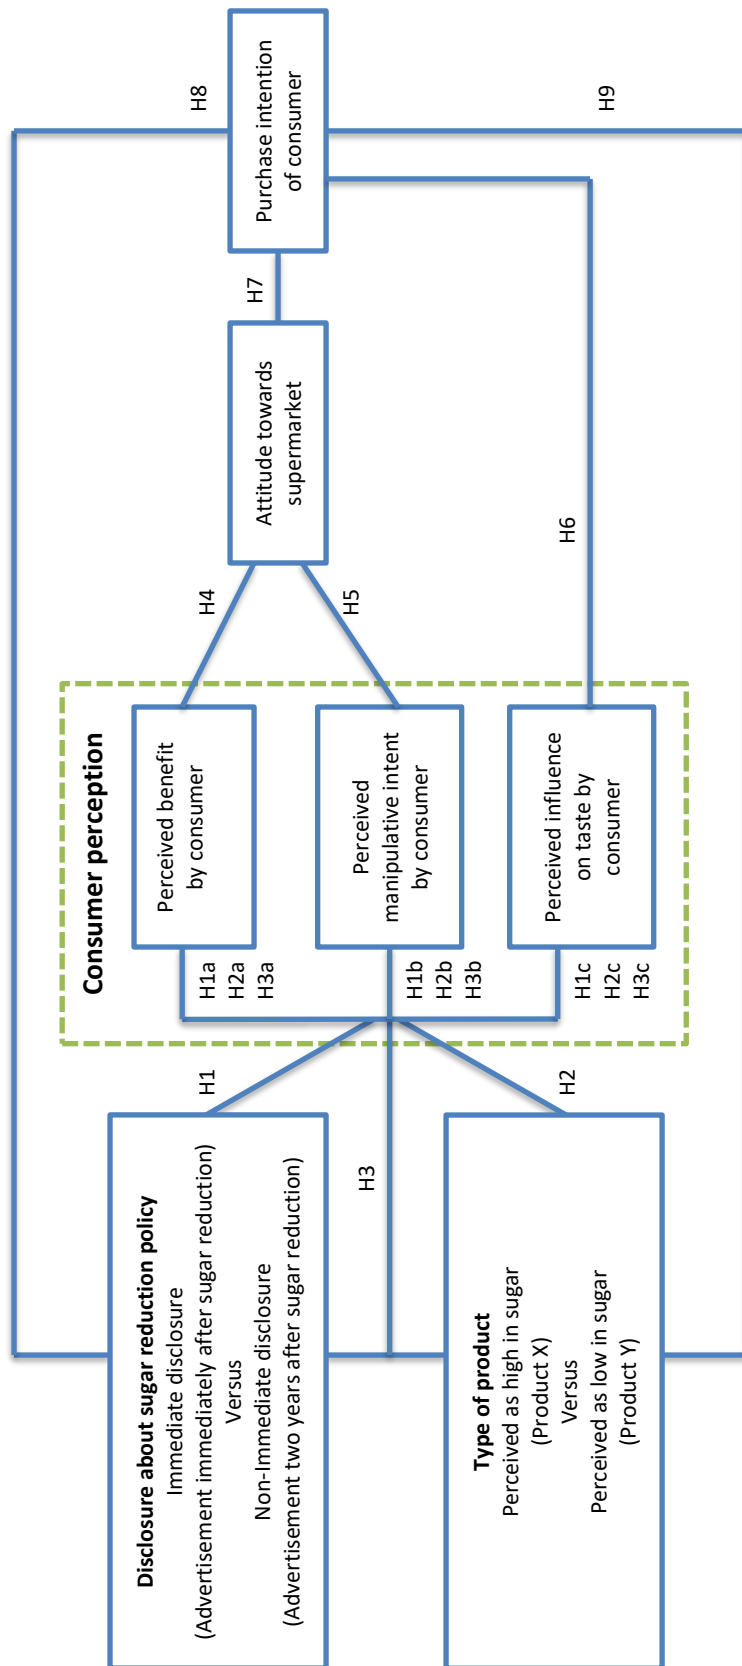 Disclosure about sugar reduction policy
Immediate disclosure
(Advertisement immediately after sugar reduction)
Versus
Non-Immediate disclosure
(Advertisement two years after sugar reduction)
Type of product
Perceived as high in sugar
(Product X)
Versus
Perceived as low in sugar
(Product Y)
H1
H3
H2
Consumer perception
H1a
H2a
H3a
Perceived benefit
by consumer
H1b
H2b
H3b
Perceived
manipulative intent
by consumer
H1c
H2c
H3c
Perceived influence
on taste by
consumer
H4
H5
H6
Attitude towards
supermarket
H7
H8
Purchase intention
of consumer
H9